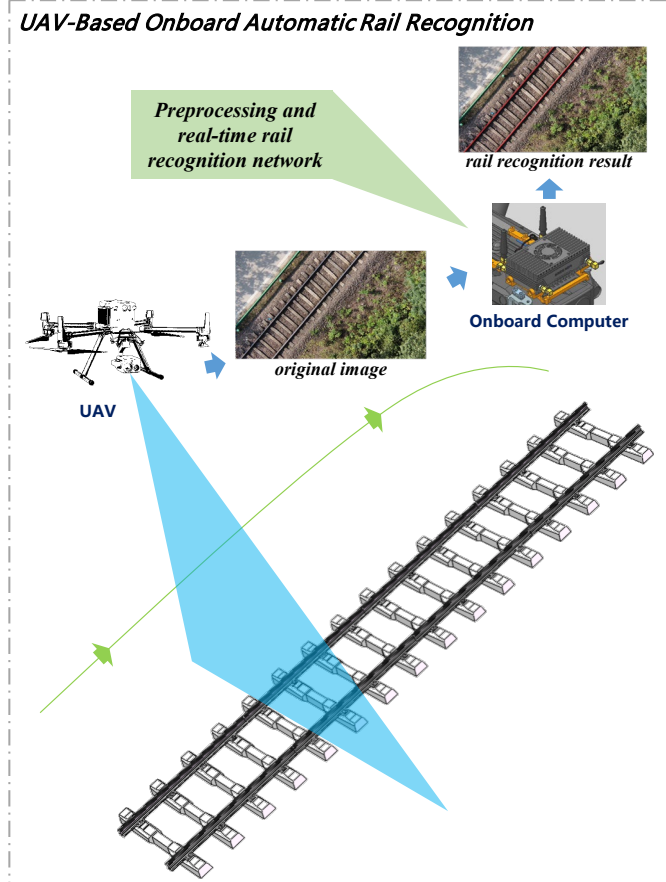 UAV-Based Onboard Automatic Rail Recognition
Preprocessing and
real-time rail
recognition network
rail recognition result
Onboard Computer
original image
UAV